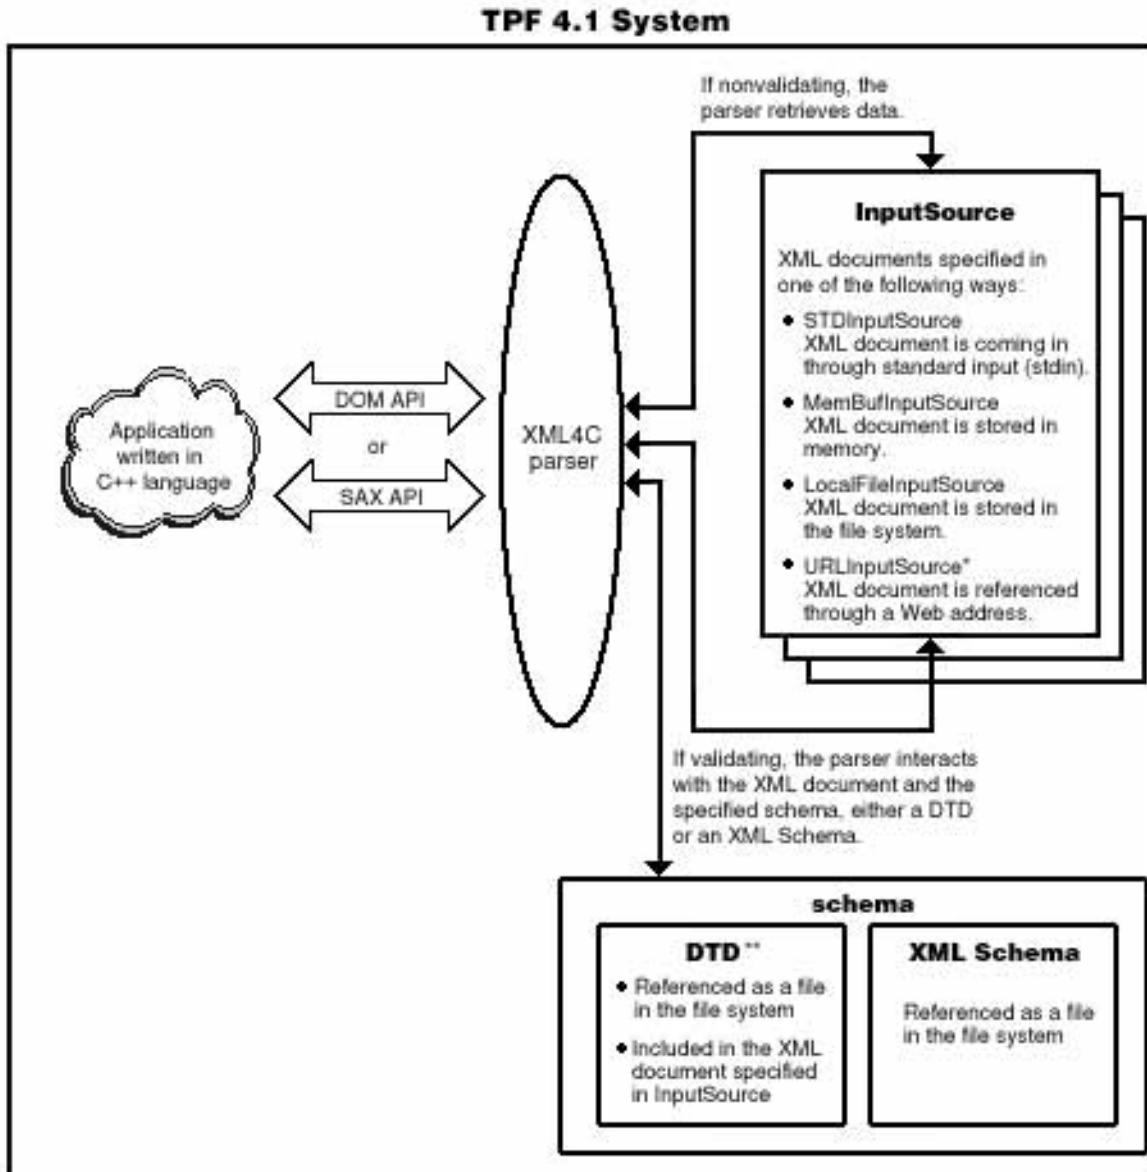 TPF 4.1 System
If nonvalidating, the
parser retrieves data.
InputSource
XML documents specified in
one of the following ways:
• STDInputSource
XML document is coming in
through standard input (stdin).
• MemBufInputSource
XML document is stored in
memory.
• LocalFileInputSource
XML document is stored in
the file system.
• URLInputSource*
XML document is referenced
through a Web address.
Application
written in
C++ language
DOM API
or
SAX API
XML4C
parser
If validating, the parser interacts
with the XML document and the
specified schema, either a DTD
or an XML Schema.
schema
DTD**
• Referenced as a file
in the file system
• Included in the XML
document specified
in InputSource
XML Schema
Referenced as a file
in the file system